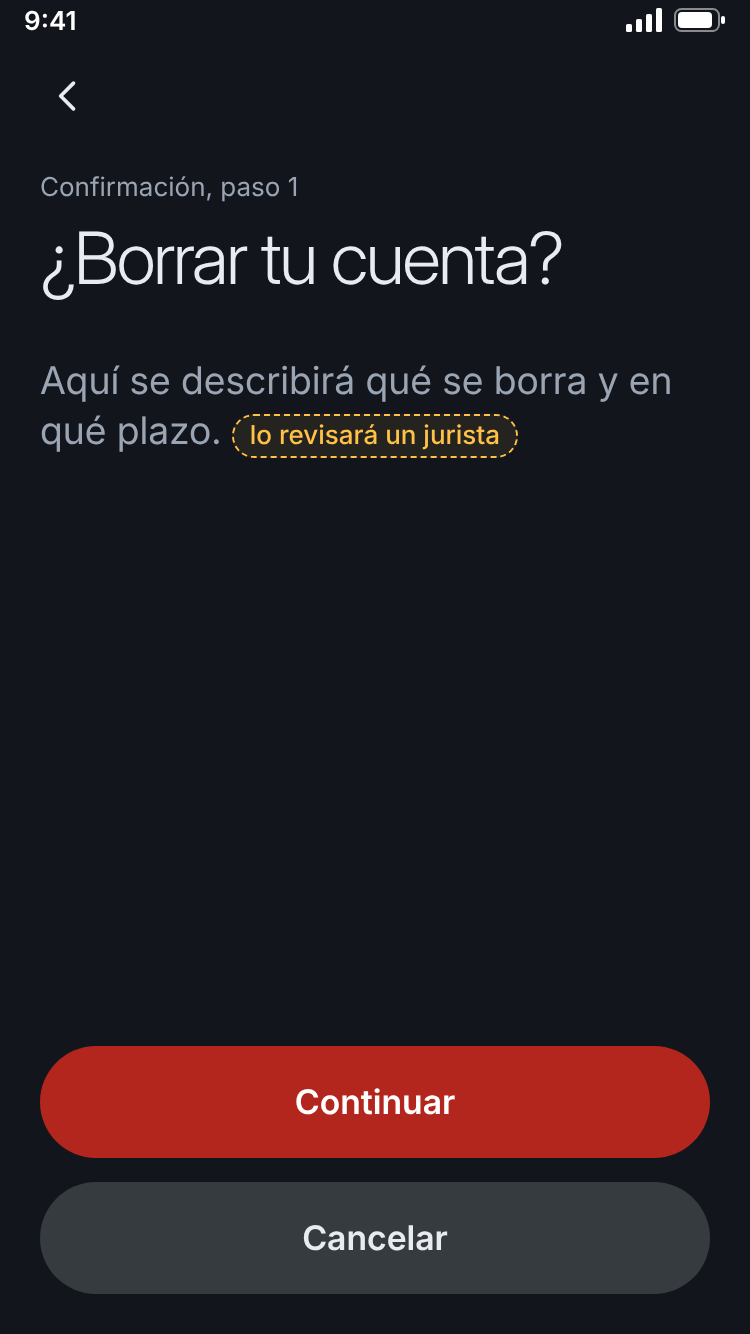 9:41
Confirmación, paso 1
¿Borrar tu cuenta?
Aquí se describirá qué se borra y en
qué plazo. lo revisará un jurista
Continuar
Cancelar